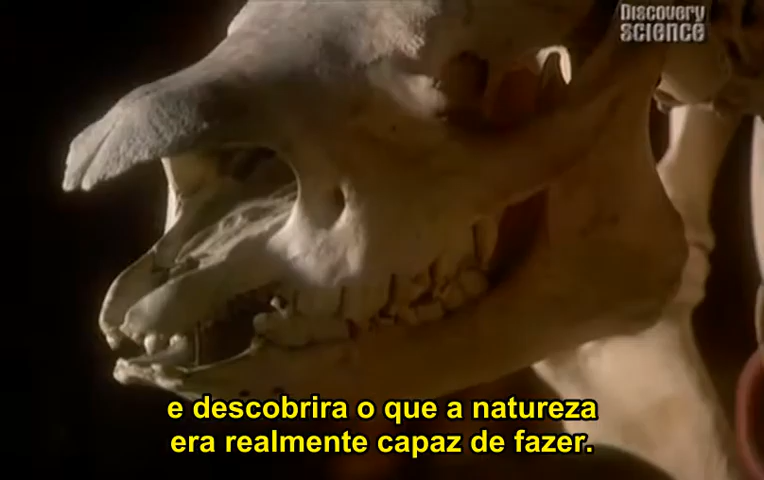 Discovery
SCIENCE
e descobrira o que a natureza
era realmente capaz de fazer.